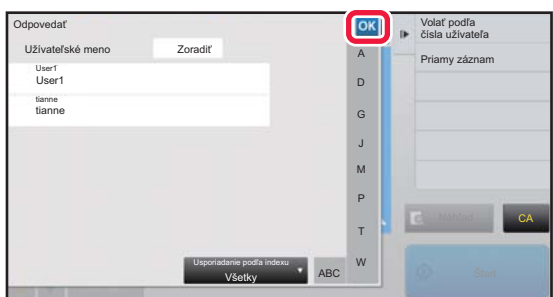 Odpovedať
OK
Volať podľa
čísla užívateľa
Užívateľské meno
Zoradiť
A
Priamy záznam
User1
User1
D
tianne
tianne
G
J
M
P
CA
T
Usporiadanie podľa indexu
Všetky
ABC
W
Štart